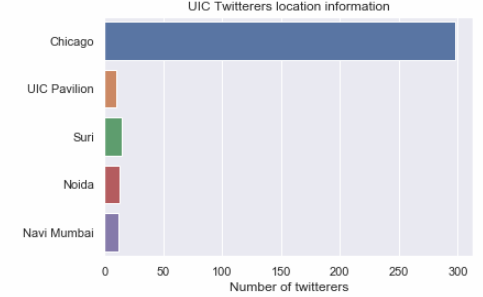 UIC Twitterers location information
Chicago
UIC Pavilion
Suri
Noida
Navi Mumbai
0 50 100 150 200 250 300
Number of twitterers